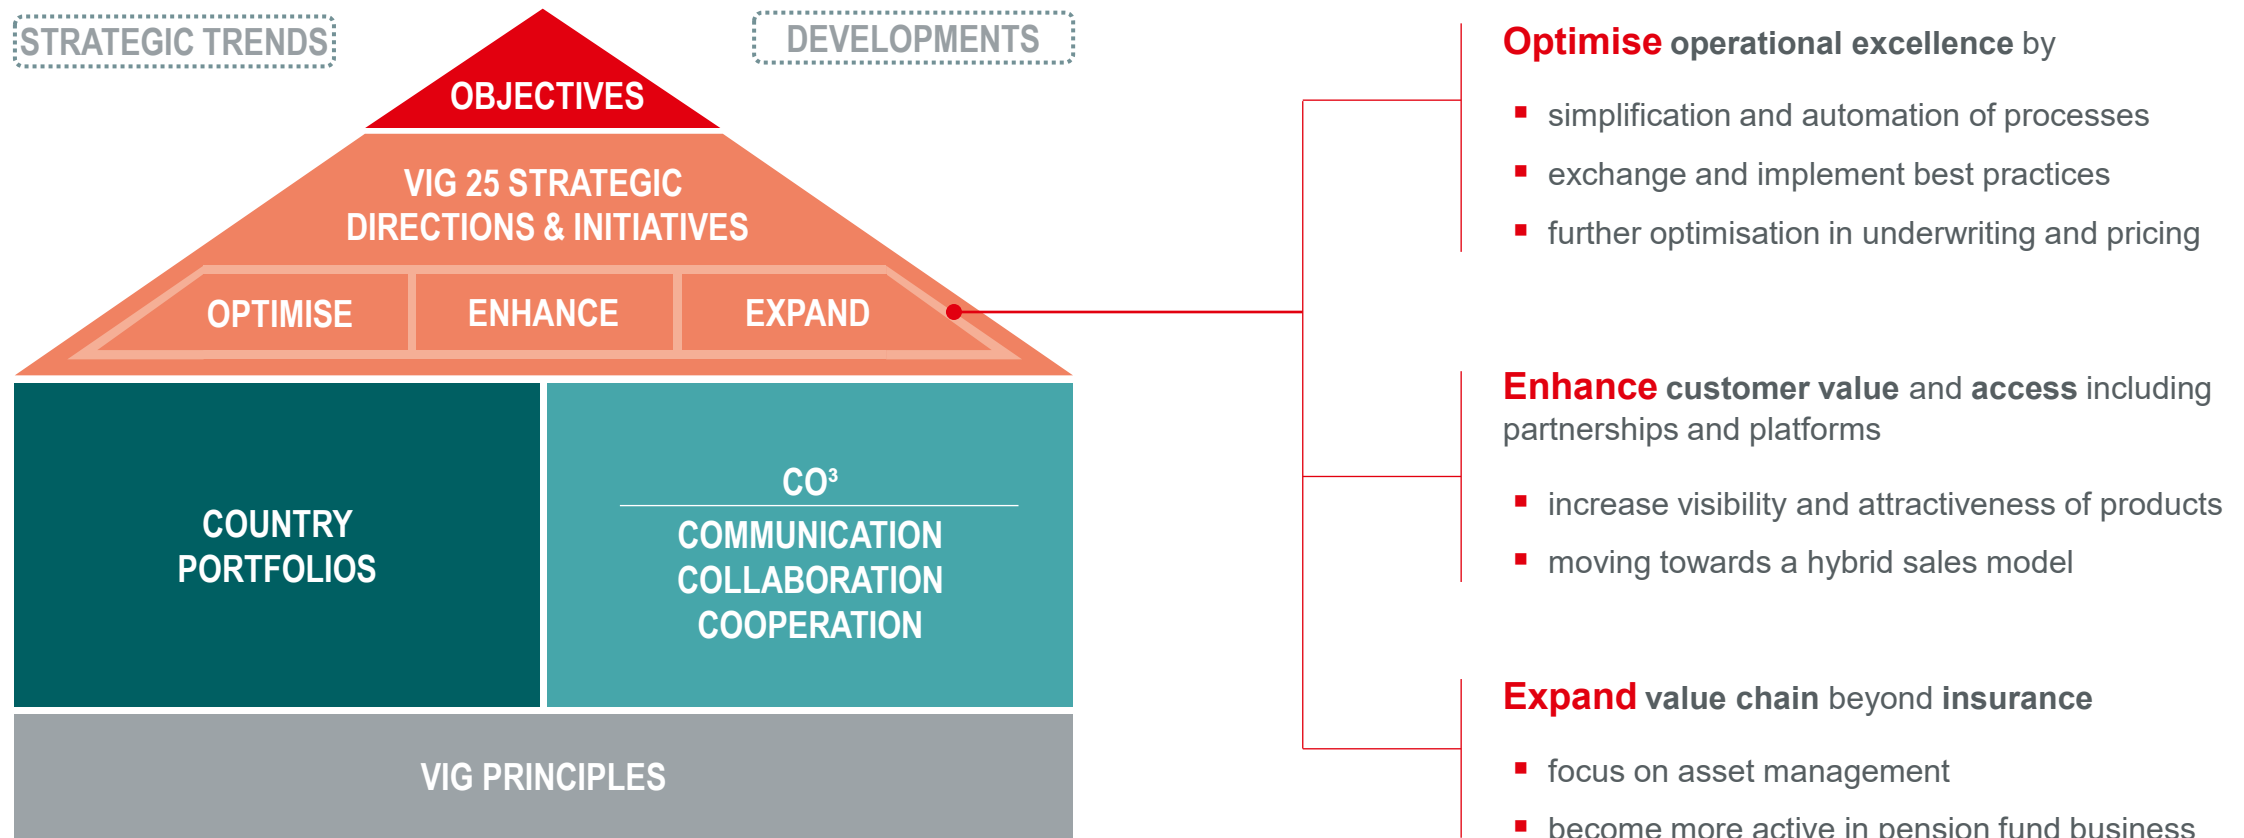 STRATEGIC TRENDS
DEVELOPMENTS
OBJECTIVES
VIG 25 STRATEGIC
DIRECTIONS & INITIATIVES
OPTIMISE
ENHANCE
EXPAND
COUNTRY
PORTFOLIOS
CO³
COMMUNICATION
COLLABORATION
COOPERATION
VIG PRINCIPLES
Optimise operational excellence by
▪ simplification and automation of processes
▪ exchange and implement best practices
▪ further optimisation in underwriting and pricing
Enhance customer value and access including
partnerships and platforms
▪ increase visibility and attractiveness of products
▪ moving towards a hybrid sales model
Expand value chain beyond insurance
▪ focus on asset management
▪ become more active in pension fund business